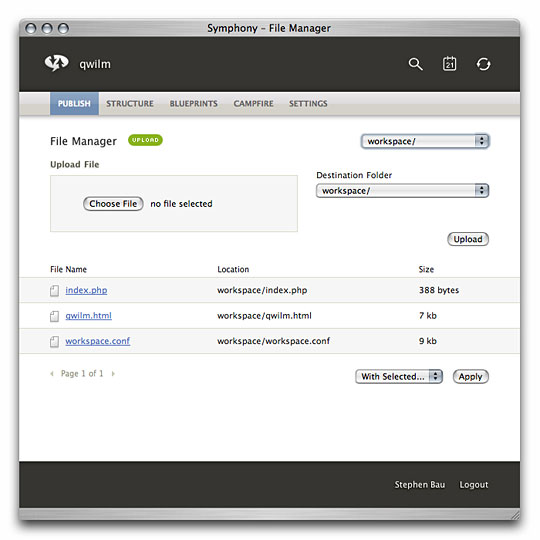 Symphony – File Manager
qwilm
21
PUBLISH STRUCTURE BLUEPRINTS CAMPFIRE SETTINGS
File Manager UPLOAD workspace/
Upload File
Destination Folder
Choose File no file selected
workspace/
Upload
File Name Location Size
index.php workspace/index.php 388 bytes
qwilm.html workspace/qwilm.html 7 kb
workspace.conf workspace/workspace.conf 9 kb
Page 1 of 1 With Selected... Apply
Stephen Bau Logout